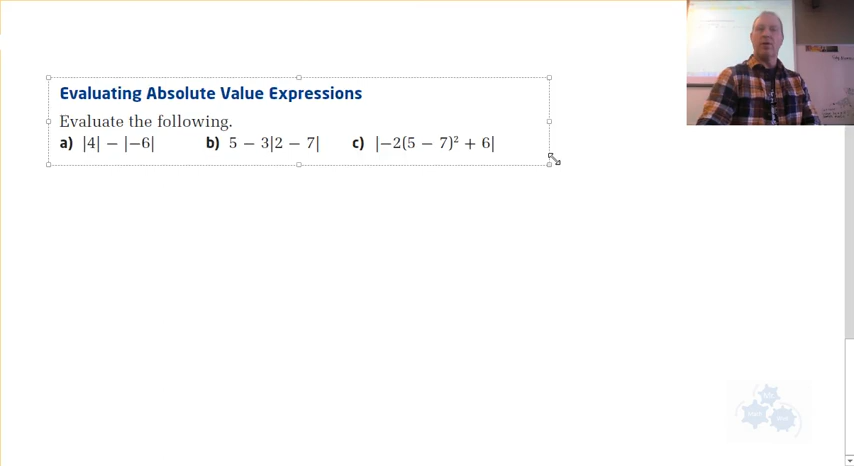 Evaluating Absolute Value Expressions
Evaluate the following.
a) |4| − |−6| b) 5 − 3|2 − 7| c) |−2(5 − 7)² + 6|